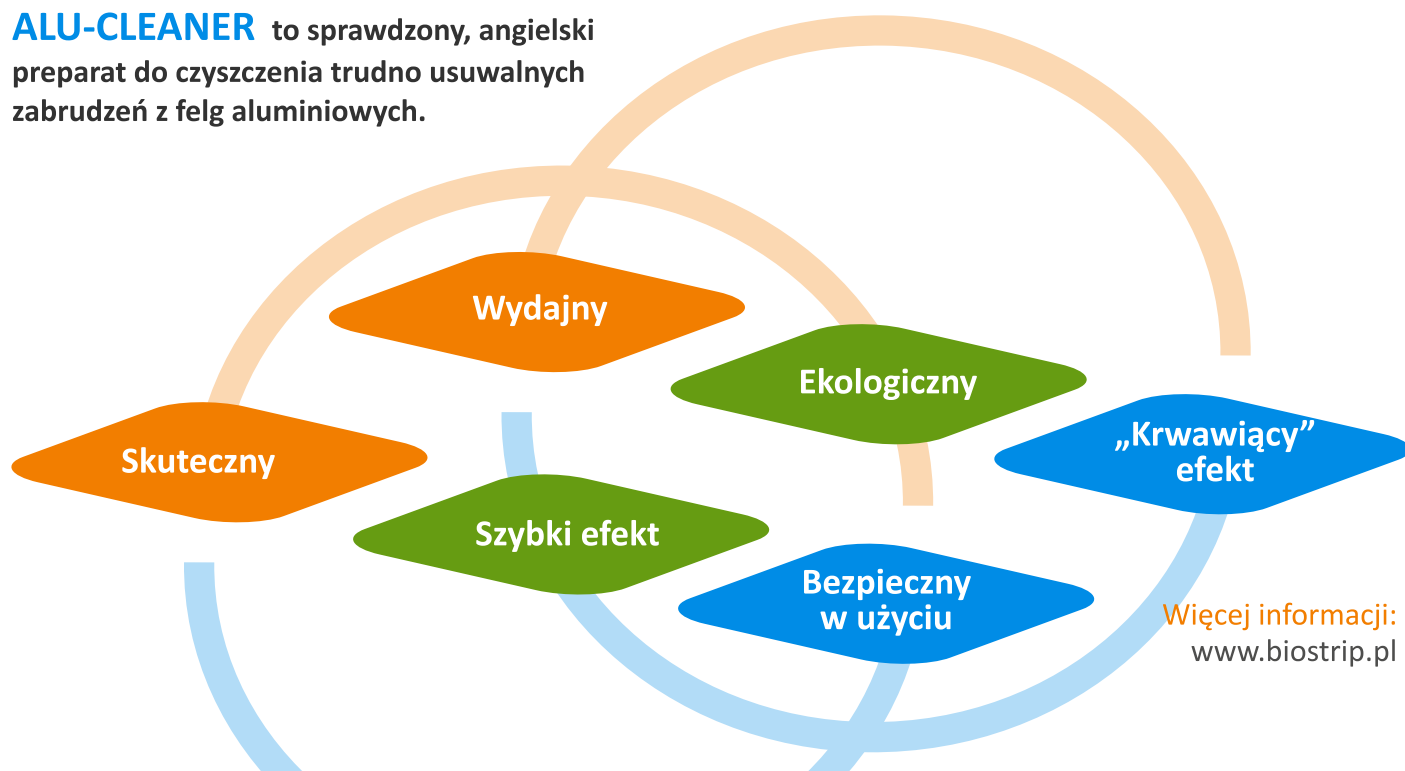 ALU-CLEANER to sprawdzony, angielski
preparat do czyszczenia trudno usuwalnych
zabrudzeń z felg aluminiowych.
Wydajny
Ekologiczny
„Krwawiący”
efekt
Skuteczny
Szybki efekt
Bezpieczny
w użyciu
Więcej informacji:
www.biostrip.pl